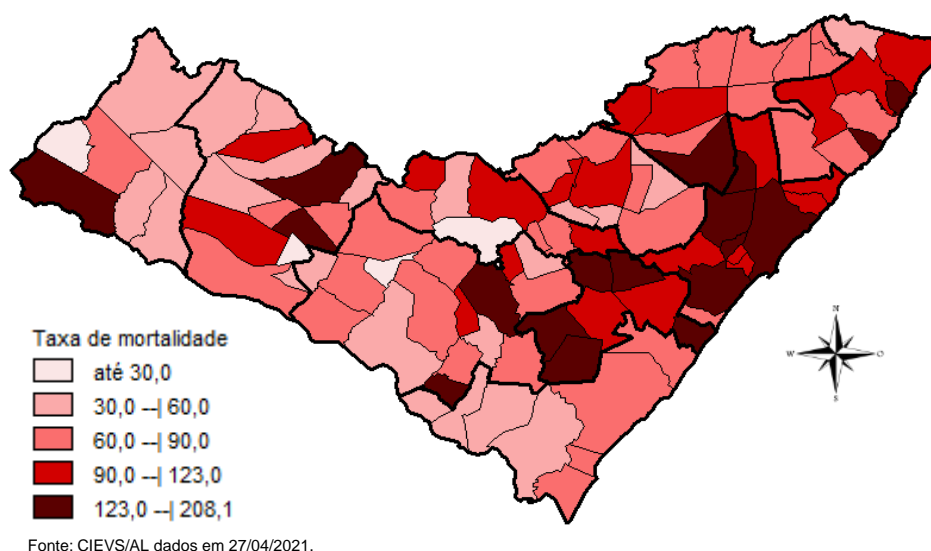 Taxa de mortalidade
até 30,0
30,0 --| 60,0
60,0 --| 90,0
90,0 --| 123,0
123,0 --| 208,1
N
W
O
S
Fonte: CIEVS/AL dados em 27/04/2021.